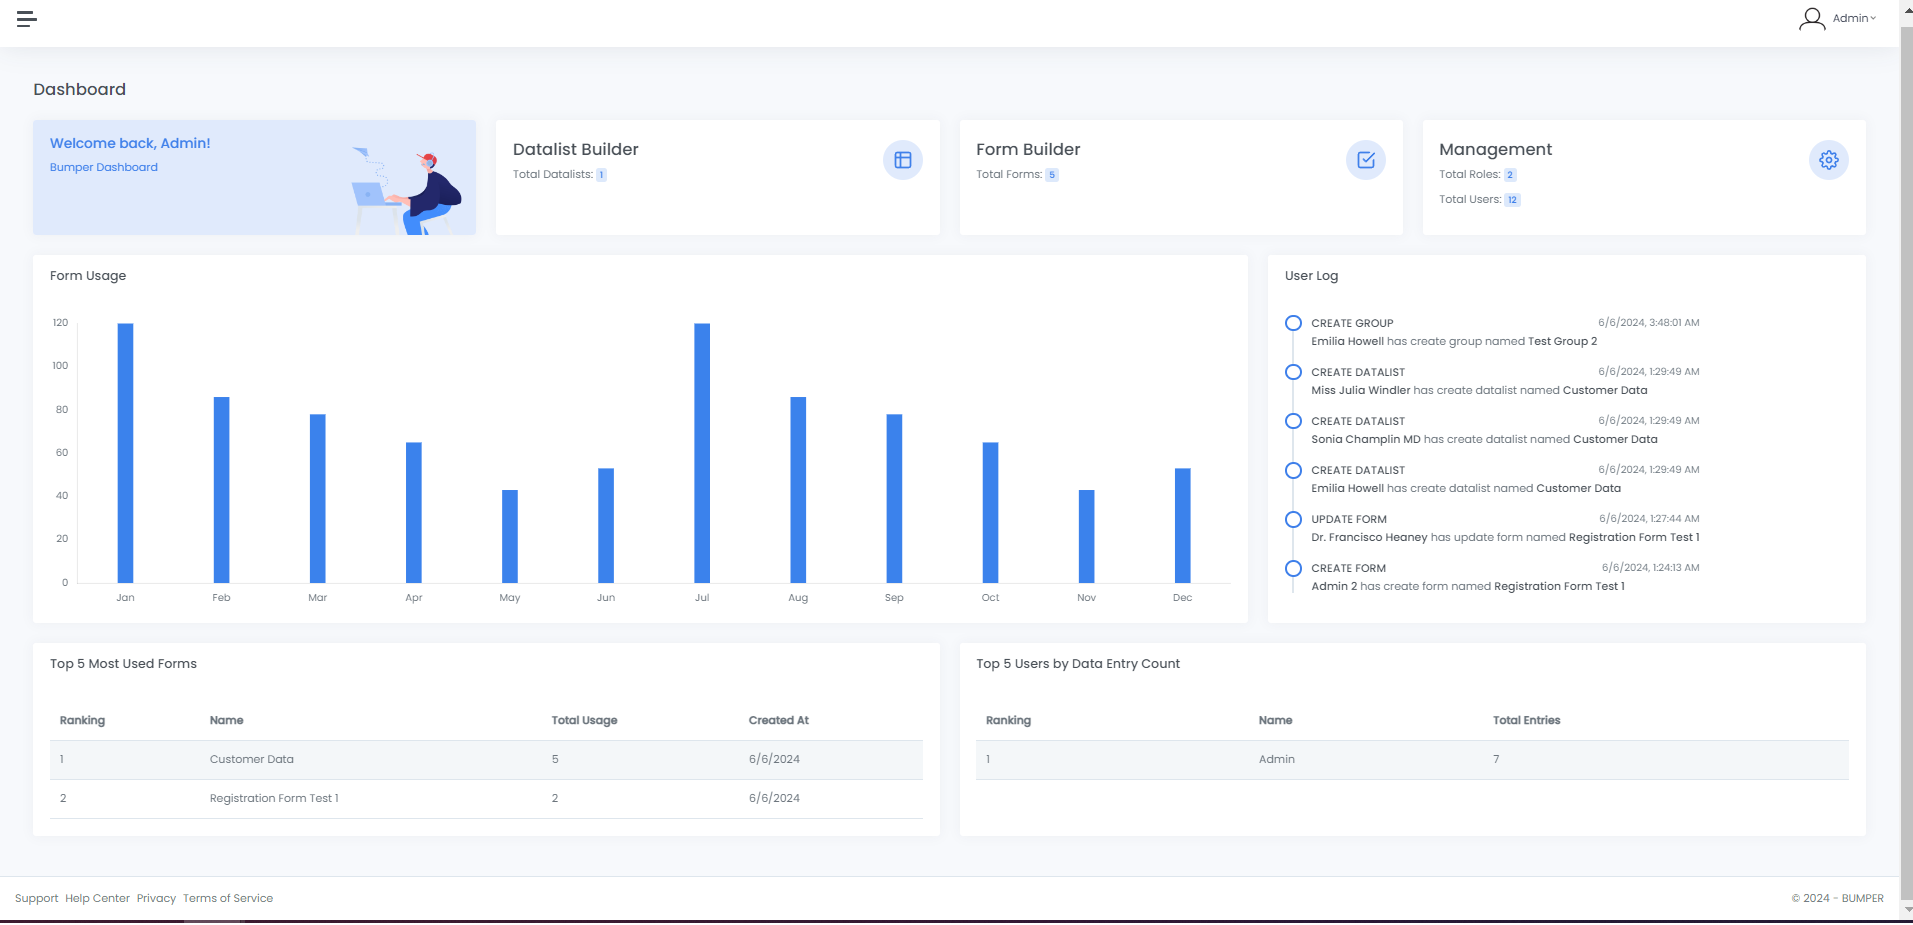 Admin
Dashboard
Welcome back, Admin!
Bumper Dashboard
Datalist Builder
Total Datalists: 1
Form Builder
Total Forms: 5
Management
Total Roles: 2
Total Users: 12
Form Usage
120
100
80
60
40
20
0
Jan Feb Mar Apr May Jun Jul Aug Sep Oct Nov Dec
User Log
CREATE GROUP 6/6/2024, 3:48:01 AM
Emilia Howell has create group named Test Group 2
CREATE DATALIST 6/6/2024, 1:29:49 AM
Miss Julia Windler has create datalist named Customer Data
CREATE DATALIST 6/6/2024, 1:29:49 AM
Sonia Champlin MD has create datalist named Customer Data
CREATE DATALIST 6/6/2024, 1:29:49 AM
Emilia Howell has create datalist named Customer Data
UPDATE FORM 6/6/2024, 1:27:44 AM
Dr. Francisco Heaney has update form named Registration Form Test 1
CREATE FORM 6/6/2024, 1:24:13 AM
Admin 2 has create form named Registration Form Test 1
Top 5 Most Used Forms
Ranking Name Total Usage Created At
1 Customer Data 5 6/6/2024
2 Registration Form Test 1 2 6/6/2024
Top 5 Users by Data Entry Count
Ranking Name Total Entries
1 Admin 7
Support Help Center Privacy Terms of Service
© 2024 - BUMPER